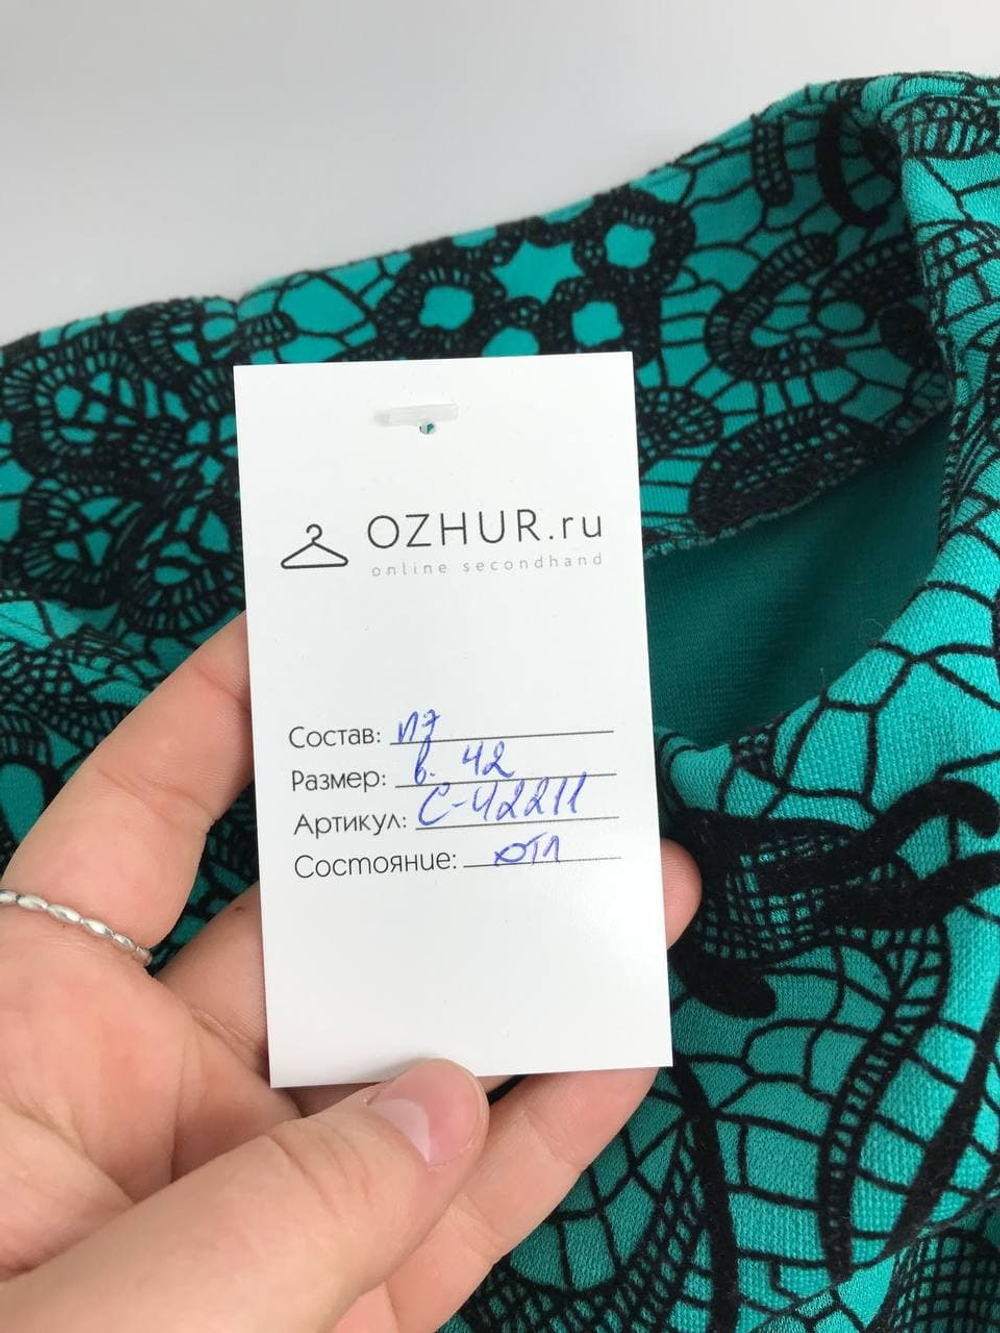 OZHUR.ru
online secondhand
Состав: пэ
Размер: в. 42
Артикул: С-42211
Состояние: отл